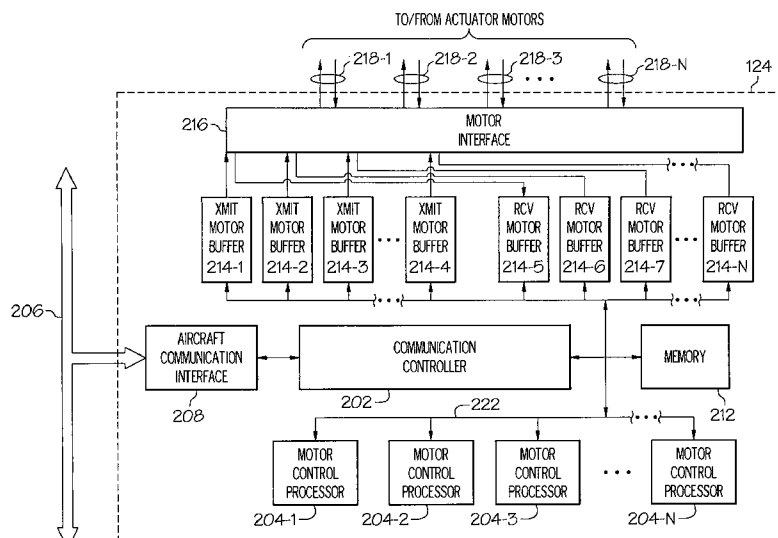 TO/FROM ACTUATOR MOTORS
218-1 218-2 218-3 ••• 218-N
124
216
MOTOR
INTERFACE
XMIT
MOTOR
BUFFER
214-1
XMIT
MOTOR
BUFFER
214-2
XMIT
MOTOR
BUFFER
214-3
•••
XMIT
MOTOR
BUFFER
214-4
RCV
MOTOR
BUFFER
214-5
RCV
MOTOR
BUFFER
214-6
RCV
MOTOR
BUFFER
214-7
•••
RCV
MOTOR
BUFFER
214-N
206
AIRCRAFT
COMMUNICATION
INTERFACE
208
COMMUNICATION
CONTROLLER
202
MEMORY
212
222
MOTOR
CONTROL
PROCESSOR
204-1
MOTOR
CONTROL
PROCESSOR
204-2
MOTOR
CONTROL
PROCESSOR
204-3
•••
MOTOR
CONTROL
PROCESSOR
204-N